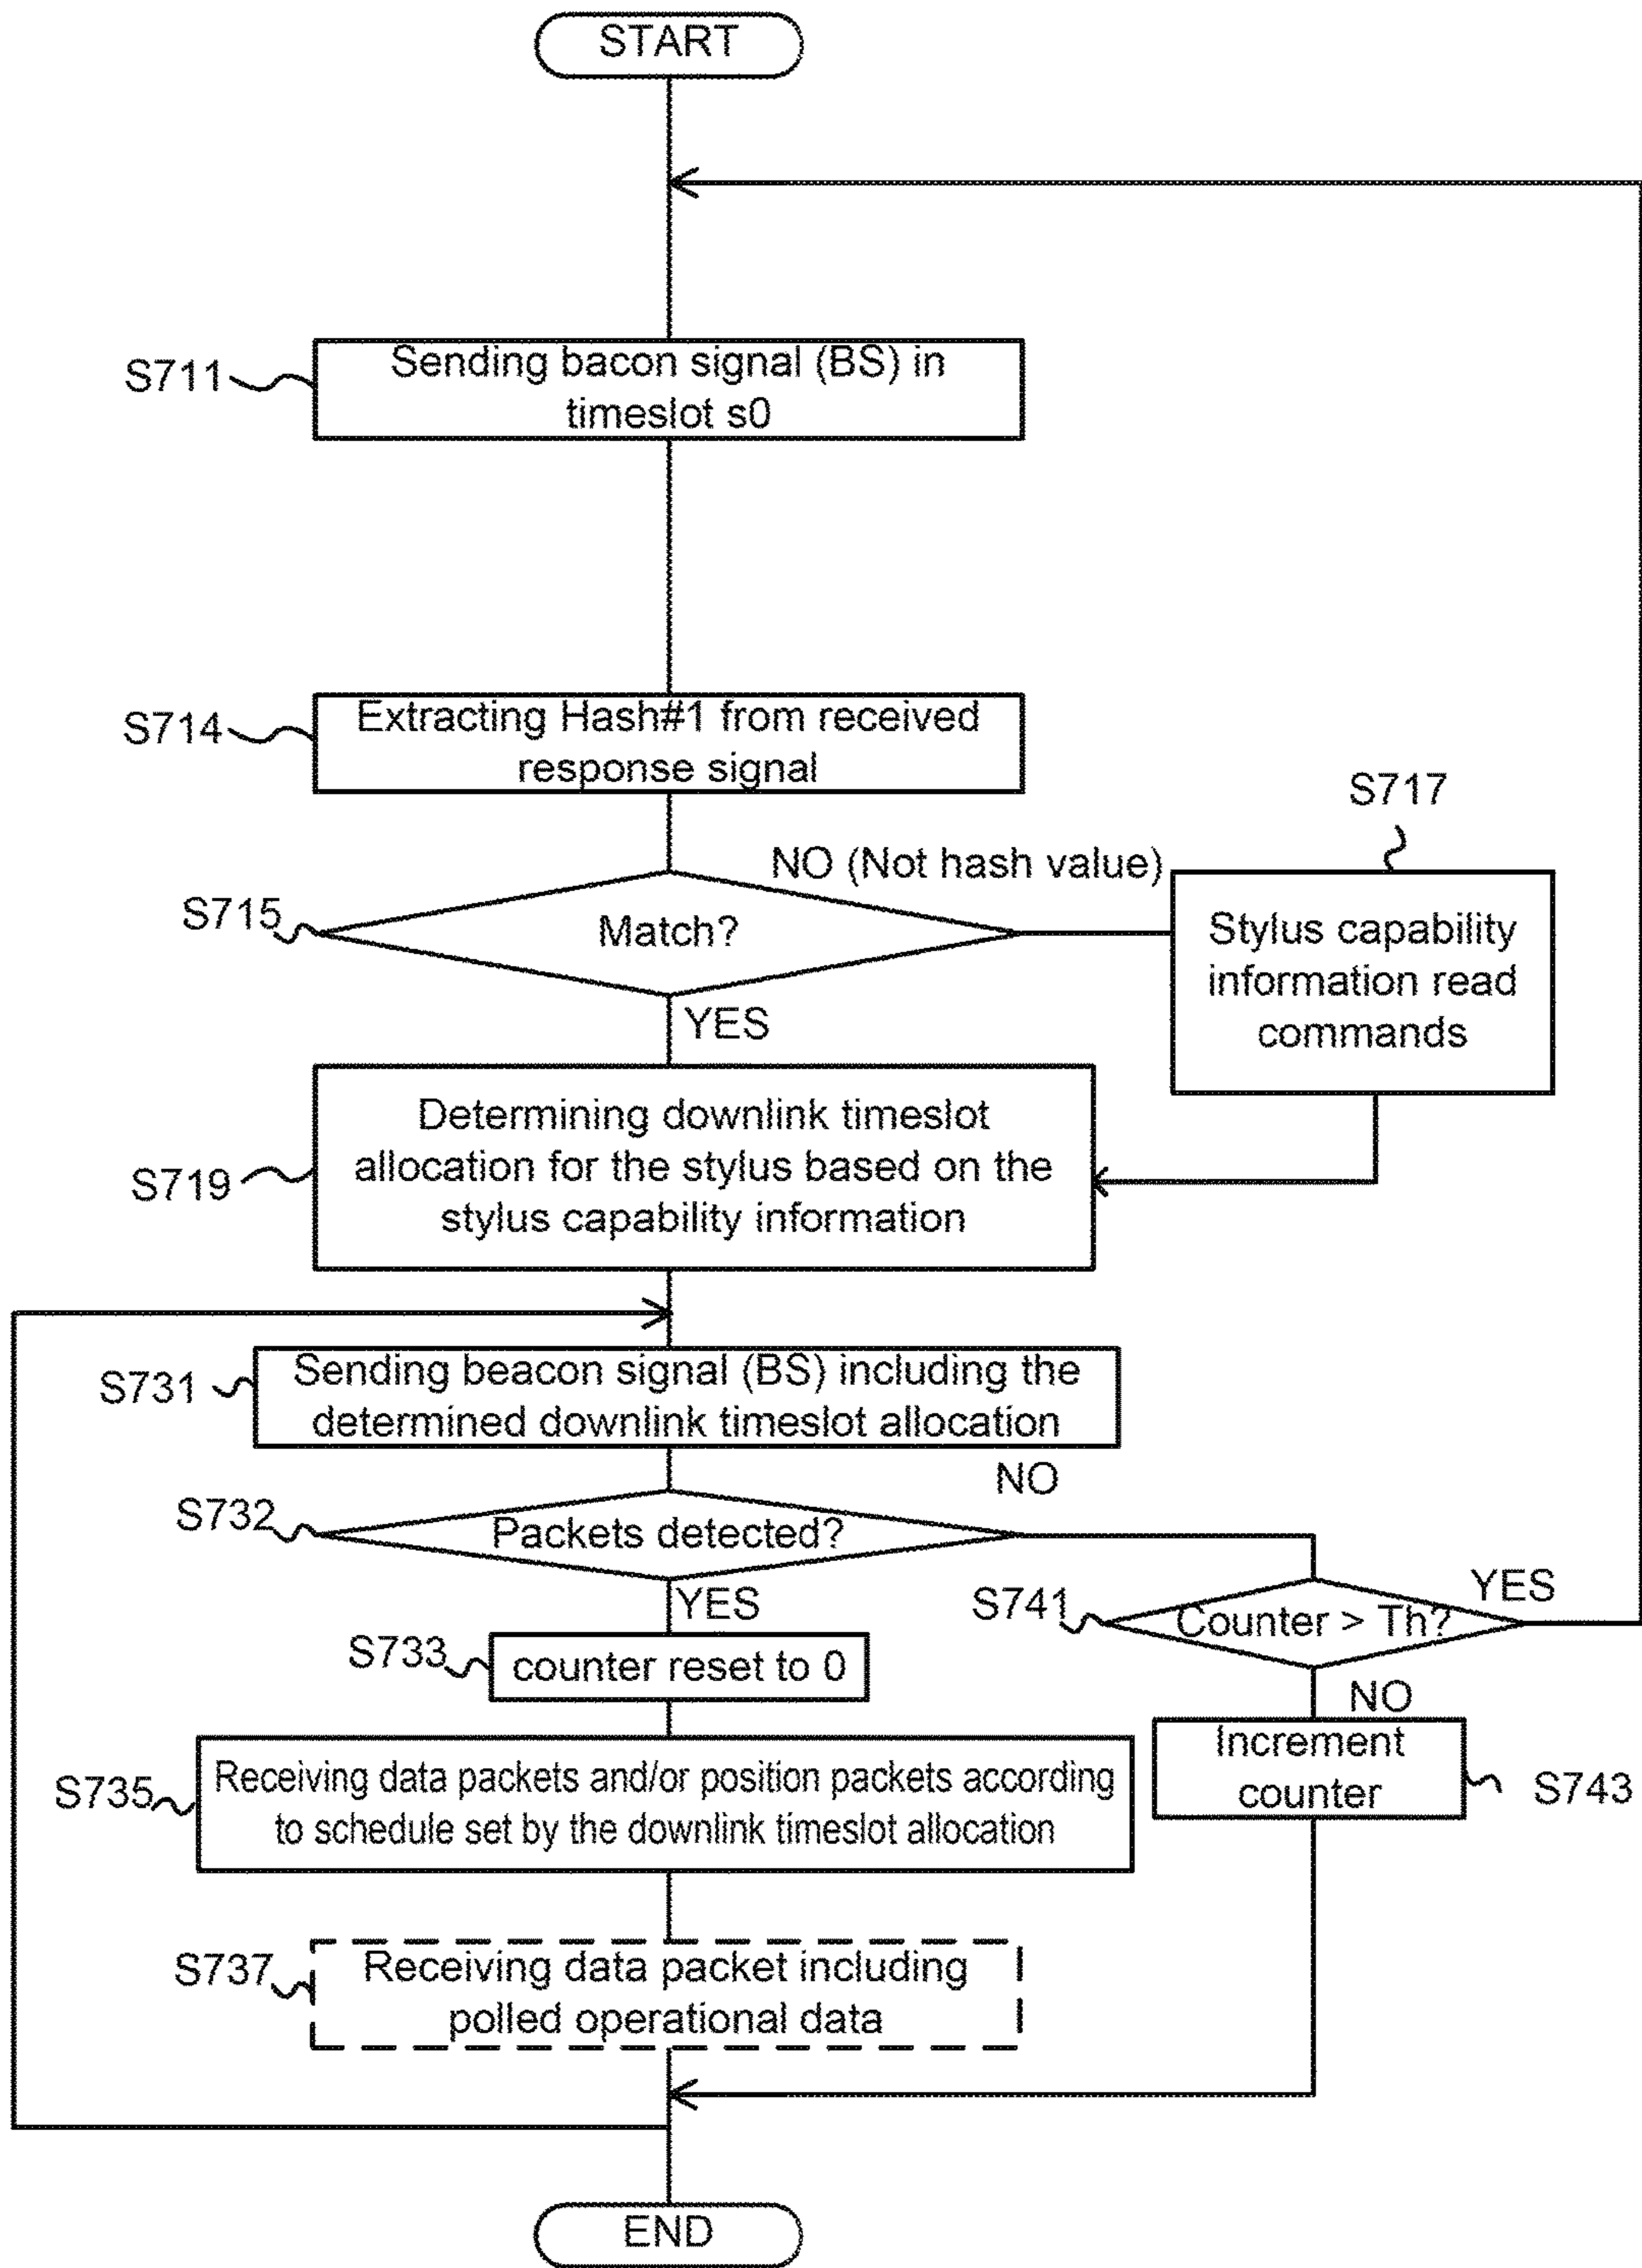 START
S711
Sending bacon signal (BS) in
timeslot s0
S714
Extracting Hash#1 from received
response signal
S717
NO (Not hash value)
S715
Match?
Stylus capability
information read
commands
YES
S719
Determining downlink timeslot
allocation for the stylus based on the
stylus capability information
S731
Sending beacon signal (BS) including the
determined downlink timeslot allocation
NO
S732
Packets detected?
YES
S741
Counter > Th?
YES
S733
counter reset to 0
NO
S735
Receiving data packets and/or position packets according
to schedule set by the downlink timeslot allocation
Increment
counter
S743
S737
Receiving data packet including
polled operational data
END